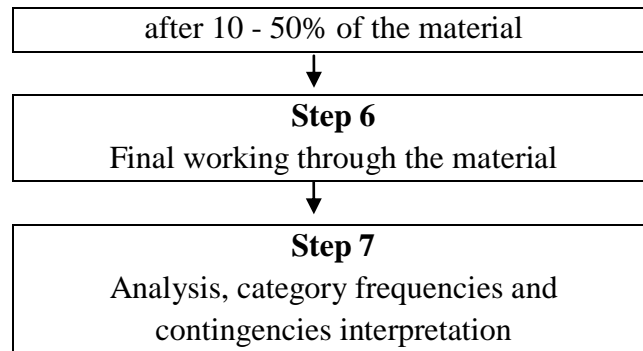 after 10 - 50% of the material
Step 6
Final working through the material
Step 7
Analysis, category frequencies and
contingencies interpretation